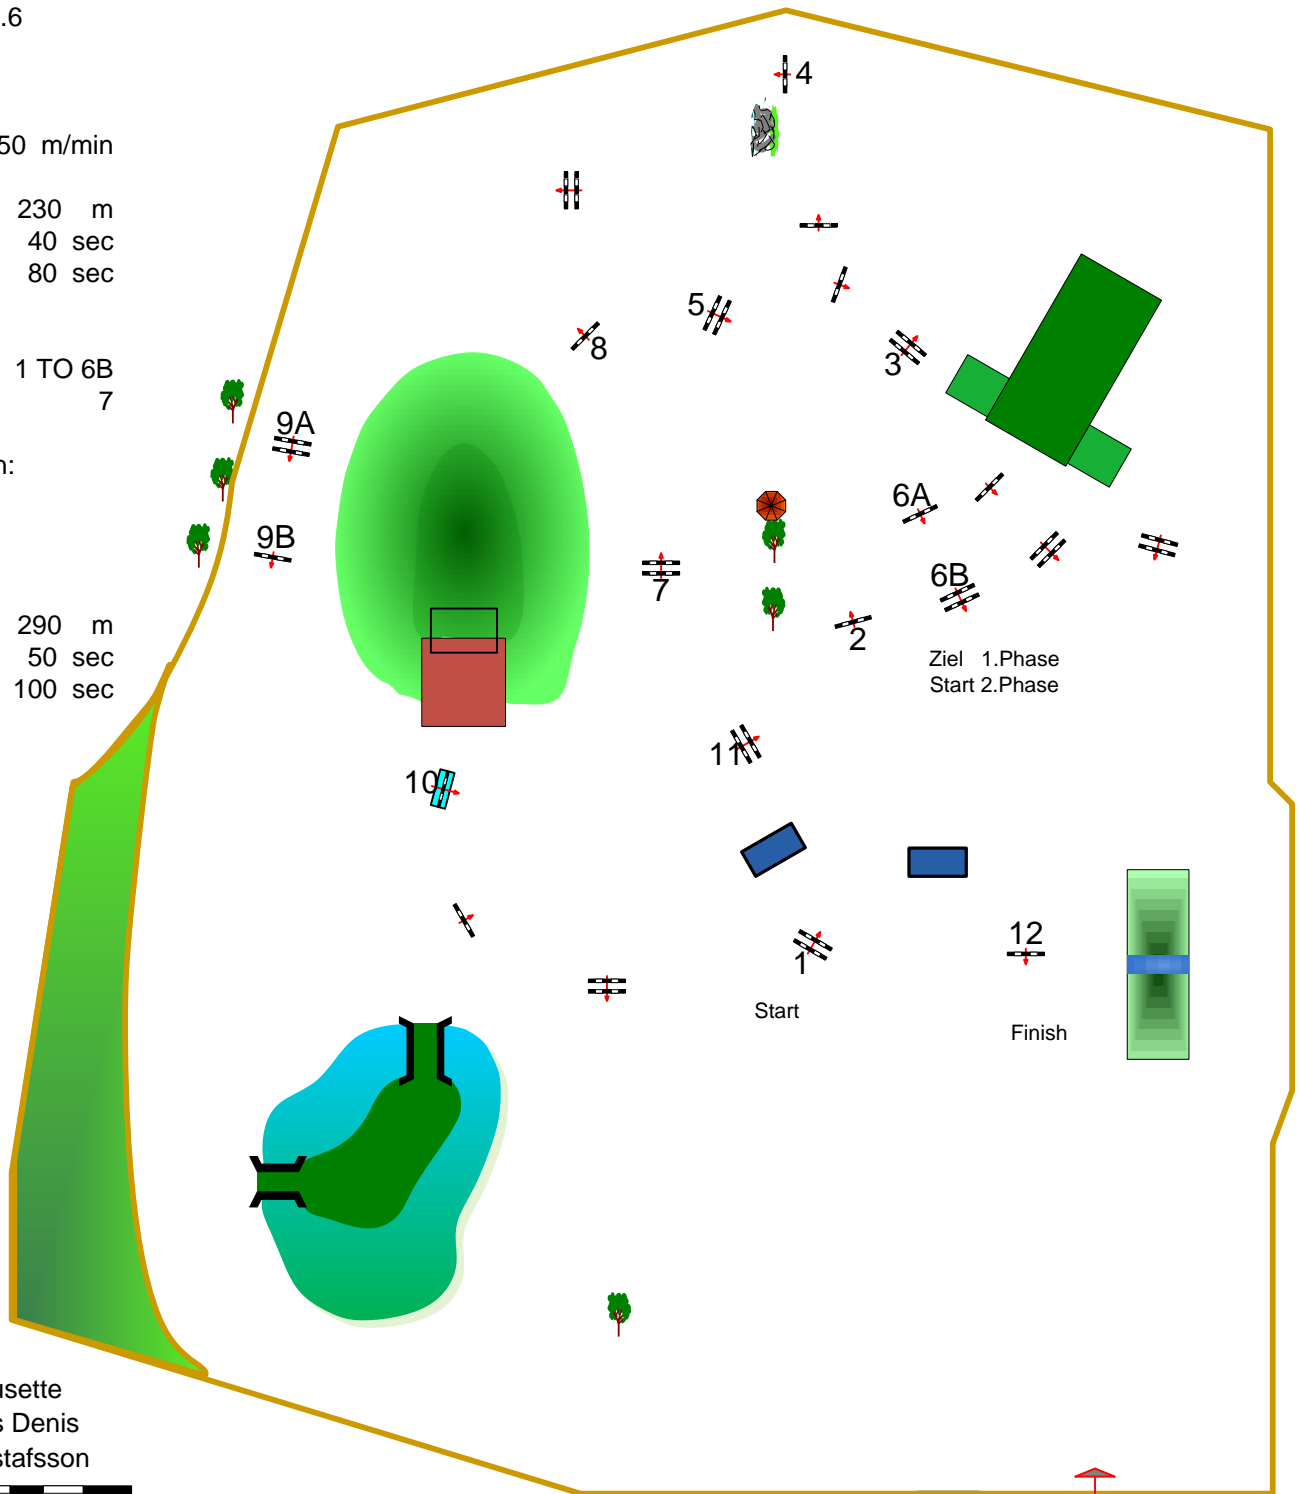 .6
50 m/min
230 m
40 sec
80 sec
1 TO 6B
7
n:
290 m
50 sec
100 sec
4
5
3
8
9A
9B
6A
6B
7
2
Ziel 1.Phase
Start 2.Phase
11
10
1
12
Start
Finish
usette
s Denis
stafsson